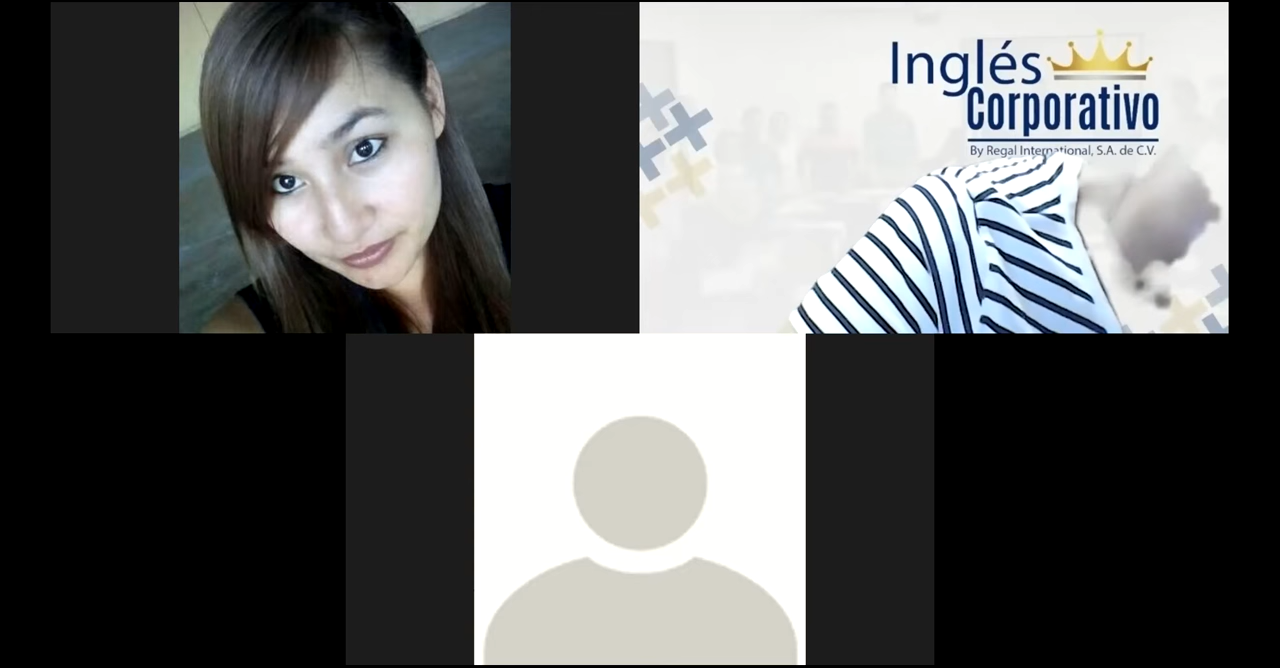 Inglés
Corporativo
By Regal International, S.A. de C.V.